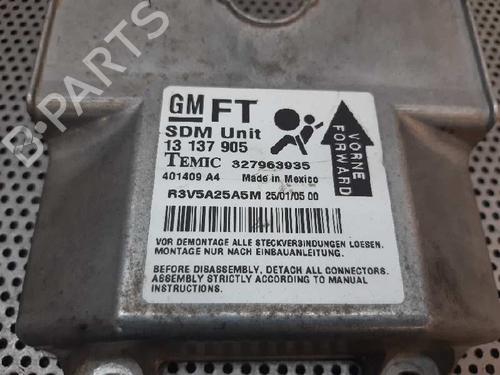 GM FT
SDM Unit
13 137 905
TEMIC 327963935
401409 A4 Made in Mexico
R3V5A25A5M 25/01/05 00
VORNE
FORWARD
VOR DEMONTAGE ALLE STECKVERBINDUNGEN LOESEN.
MONTAGE NUR NACH EINBAUANLEITUNG.
BEFORE DISASSEMBLY, DETACH ALL CONNECTORS.
ASSEMBLY STRICTLY ACCORDING TO MANUAL
INSTRUCTIONS.